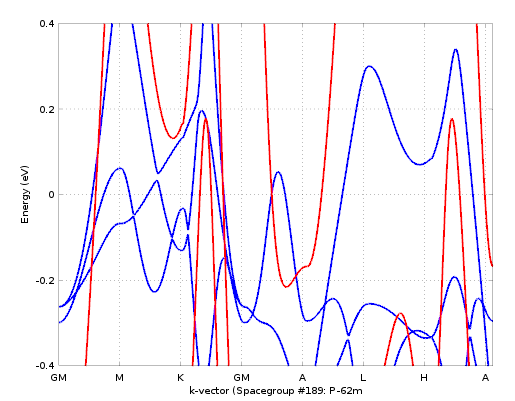 0.4
0.2
0
-0.2
-0.4
Energy (eV)
GM M K GM A L H A
k-vector (Spacegroup #189: P-62m